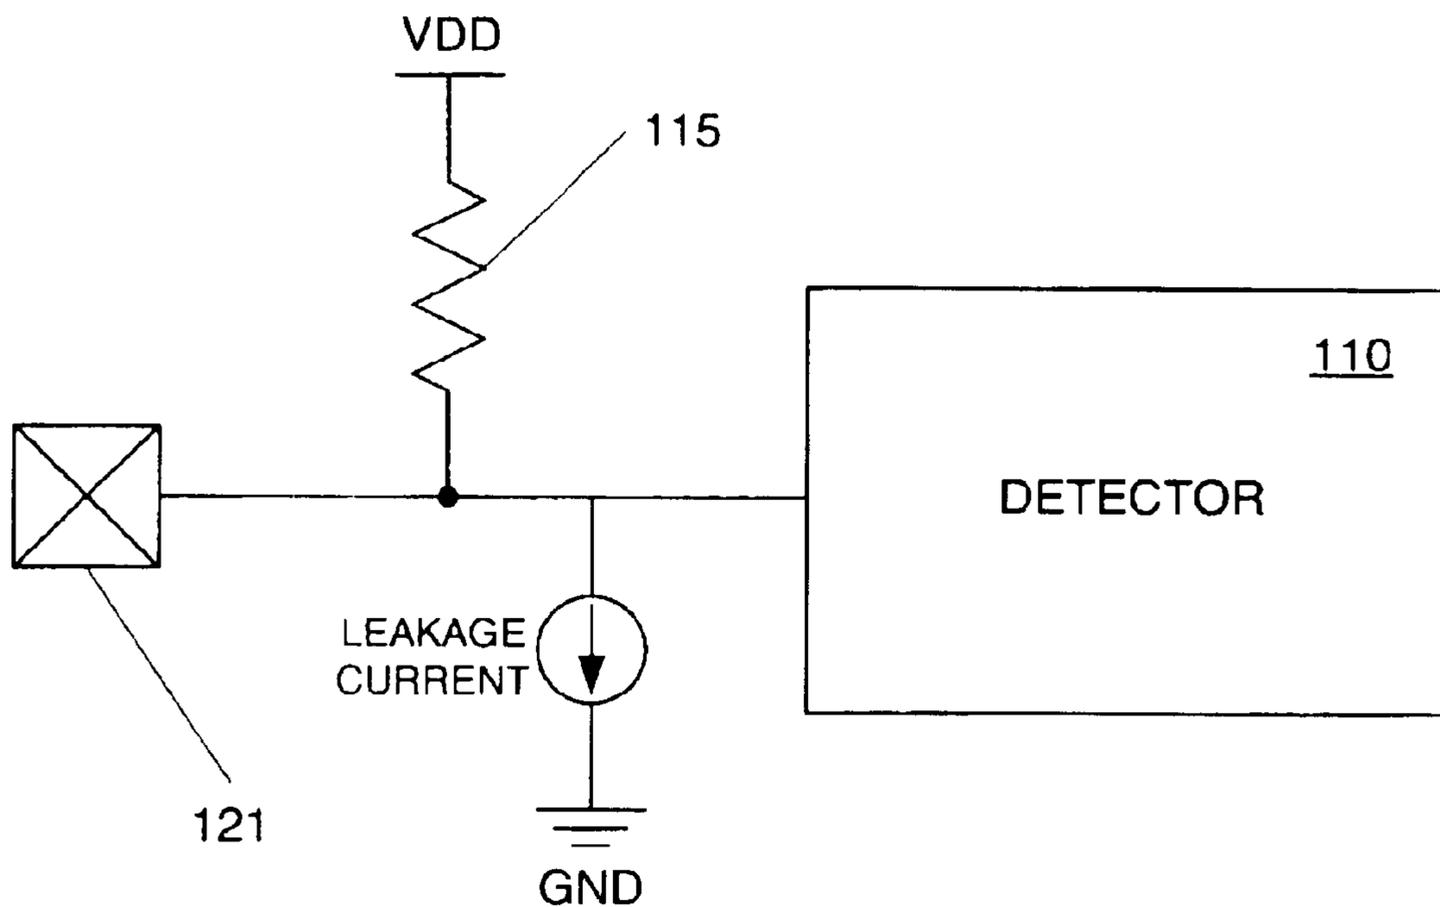 VDD
115
110
DETECTOR
LEAKAGE
CURRENT
121
GND